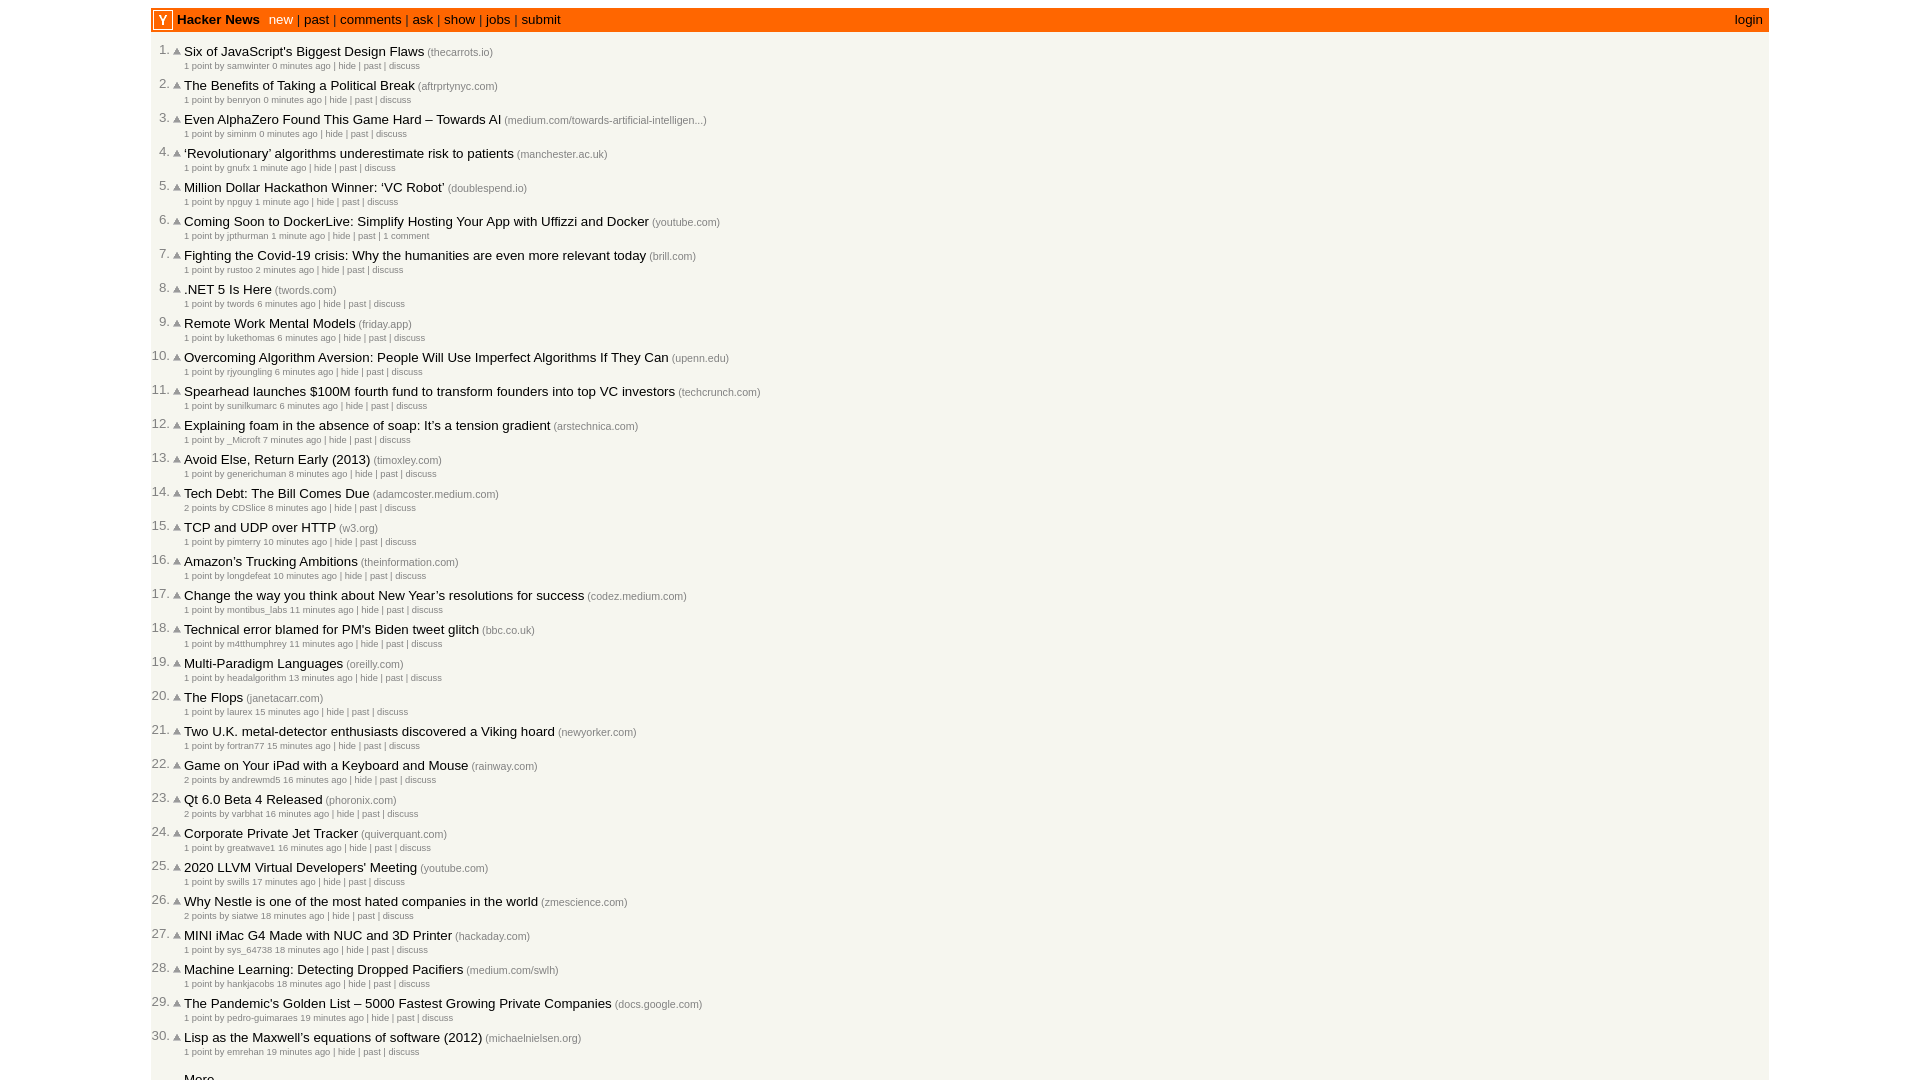 Y Hacker News new | past | comments | ask | show | jobs | submit login
1. Six of JavaScript's Biggest Design Flaws (thecarrots.io)
1 point by samwinter 0 minutes ago | hide | past | discuss
2. The Benefits of Taking a Political Break (aftrprtynyc.com)
1 point by benryon 0 minutes ago | hide | past | discuss
3. Even AlphaZero Found This Game Hard – Towards AI (medium.com/towards-artificial-intelligen...)
1 point by siminm 0 minutes ago | hide | past | discuss
4. ‘Revolutionary’ algorithms underestimate risk to patients (manchester.ac.uk)
1 point by gnufx 1 minute ago | hide | past | discuss
5. Million Dollar Hackathon Winner: ‘VC Robot’ (doublespend.io)
1 point by npguy 1 minute ago | hide | past | discuss
6. Coming Soon to DockerLive: Simplify Hosting Your App with Uffizzi and Docker (youtube.com)
1 point by jpthurman 1 minute ago | hide | past | 1 comment
7. Fighting the Covid-19 crisis: Why the humanities are even more relevant today (brill.com)
1 point by rustoo 2 minutes ago | hide | past | discuss
8. .NET 5 Is Here (twords.com)
1 point by twords 6 minutes ago | hide | past | discuss
9. Remote Work Mental Models (friday.app)
1 point by lukethomas 6 minutes ago | hide | past | discuss
10. Overcoming Algorithm Aversion: People Will Use Imperfect Algorithms If They Can (upenn.edu)
1 point by rjyoungling 6 minutes ago | hide | past | discuss
11. Spearhead launches $100M fourth fund to transform founders into top VC investors (techcrunch.com)
1 point by sunilkumarc 6 minutes ago | hide | past | discuss
12. Explaining foam in the absence of soap: It’s a tension gradient (arstechnica.com)
1 point by _Microft 7 minutes ago | hide | past | discuss
13. Avoid Else, Return Early (2013) (timoxley.com)
1 point by generichuman 8 minutes ago | hide | past | discuss
14. Tech Debt: The Bill Comes Due (adamcoster.medium.com)
2 points by CDSlice 8 minutes ago | hide | past | discuss
15. TCP and UDP over HTTP (w3.org)
1 point by pimterry 10 minutes ago | hide | past | discuss
16. Amazon’s Trucking Ambitions (theinformation.com)
1 point by longdefeat 10 minutes ago | hide | past | discuss
17. Change the way you think about New Year’s resolutions for success (codez.medium.com)
1 point by montibus_labs 11 minutes ago | hide | past | discuss
18. Technical error blamed for PM's Biden tweet glitch (bbc.co.uk)
1 point by m4tthumphrey 11 minutes ago | hide | past | discuss
19. Multi-Paradigm Languages (oreilly.com)
1 point by headalgorithm 13 minutes ago | hide | past | discuss
20. The Flops (janetacarr.com)
1 point by laurex 15 minutes ago | hide | past | discuss
21. Two U.K. metal-detector enthusiasts discovered a Viking hoard (newyorker.com)
1 point by fortran77 15 minutes ago | hide | past | discuss
22. Game on Your iPad with a Keyboard and Mouse (rainway.com)
2 points by andrewmd5 16 minutes ago | hide | past | discuss
23. Qt 6.0 Beta 4 Released (phoronix.com)
2 points by varbhat 16 minutes ago | hide | past | discuss
24. Corporate Private Jet Tracker (quiverquant.com)
1 point by greatwave1 16 minutes ago | hide | past | discuss
25. 2020 LLVM Virtual Developers' Meeting (youtube.com)
1 point by swills 17 minutes ago | hide | past | discuss
26. Why Nestle is one of the most hated companies in the world (zmescience.com)
2 points by siatwe 18 minutes ago | hide | past | discuss
27. MINI iMac G4 Made with NUC and 3D Printer (hackaday.com)
1 point by sys_64738 18 minutes ago | hide | past | discuss
28. Machine Learning: Detecting Dropped Pacifiers (medium.com/swlh)
1 point by hankjacobs 18 minutes ago | hide | past | discuss
29. The Pandemic's Golden List – 5000 Fastest Growing Private Companies (docs.google.com)
1 point by pedro-guimaraes 19 minutes ago | hide | past | discuss
30. Lisp as the Maxwell’s equations of software (2012) (michaelnielsen.org)
1 point by emrehan 19 minutes ago | hide | past | discuss
More